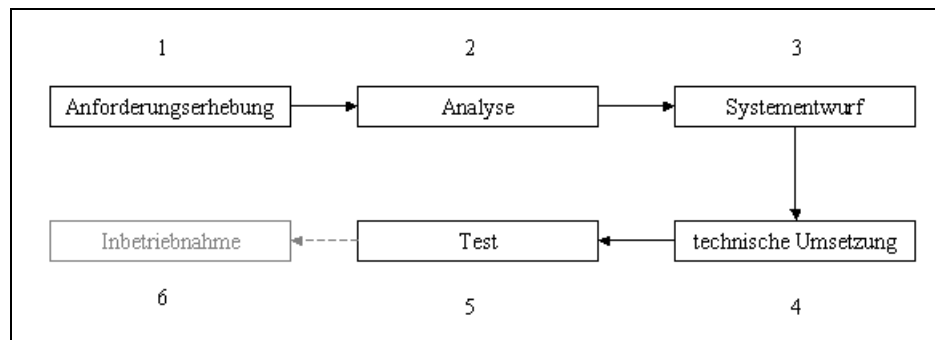 1 2 3
Anforderungserhebung Analyse Systementwurf
Inbetriebnahme Test technische Umsetzung
6 5 4